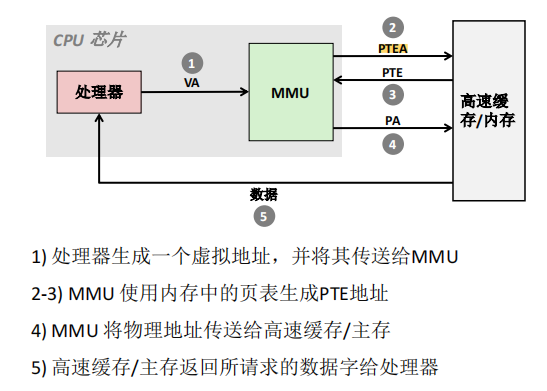 CPU 芯片
2
PTEA
1
VA
PTE
处理器
MMU
3
高速缓
存/内存
PA
4
数据
5
1) 处理器生成一个虚拟地址，并将其传送给MMU
2-3) MMU 使用内存中的页表生成PTE地址
4) MMU 将物理地址传送给高速缓存/主存
5) 高速缓存/主存返回所请求的数据字给处理器